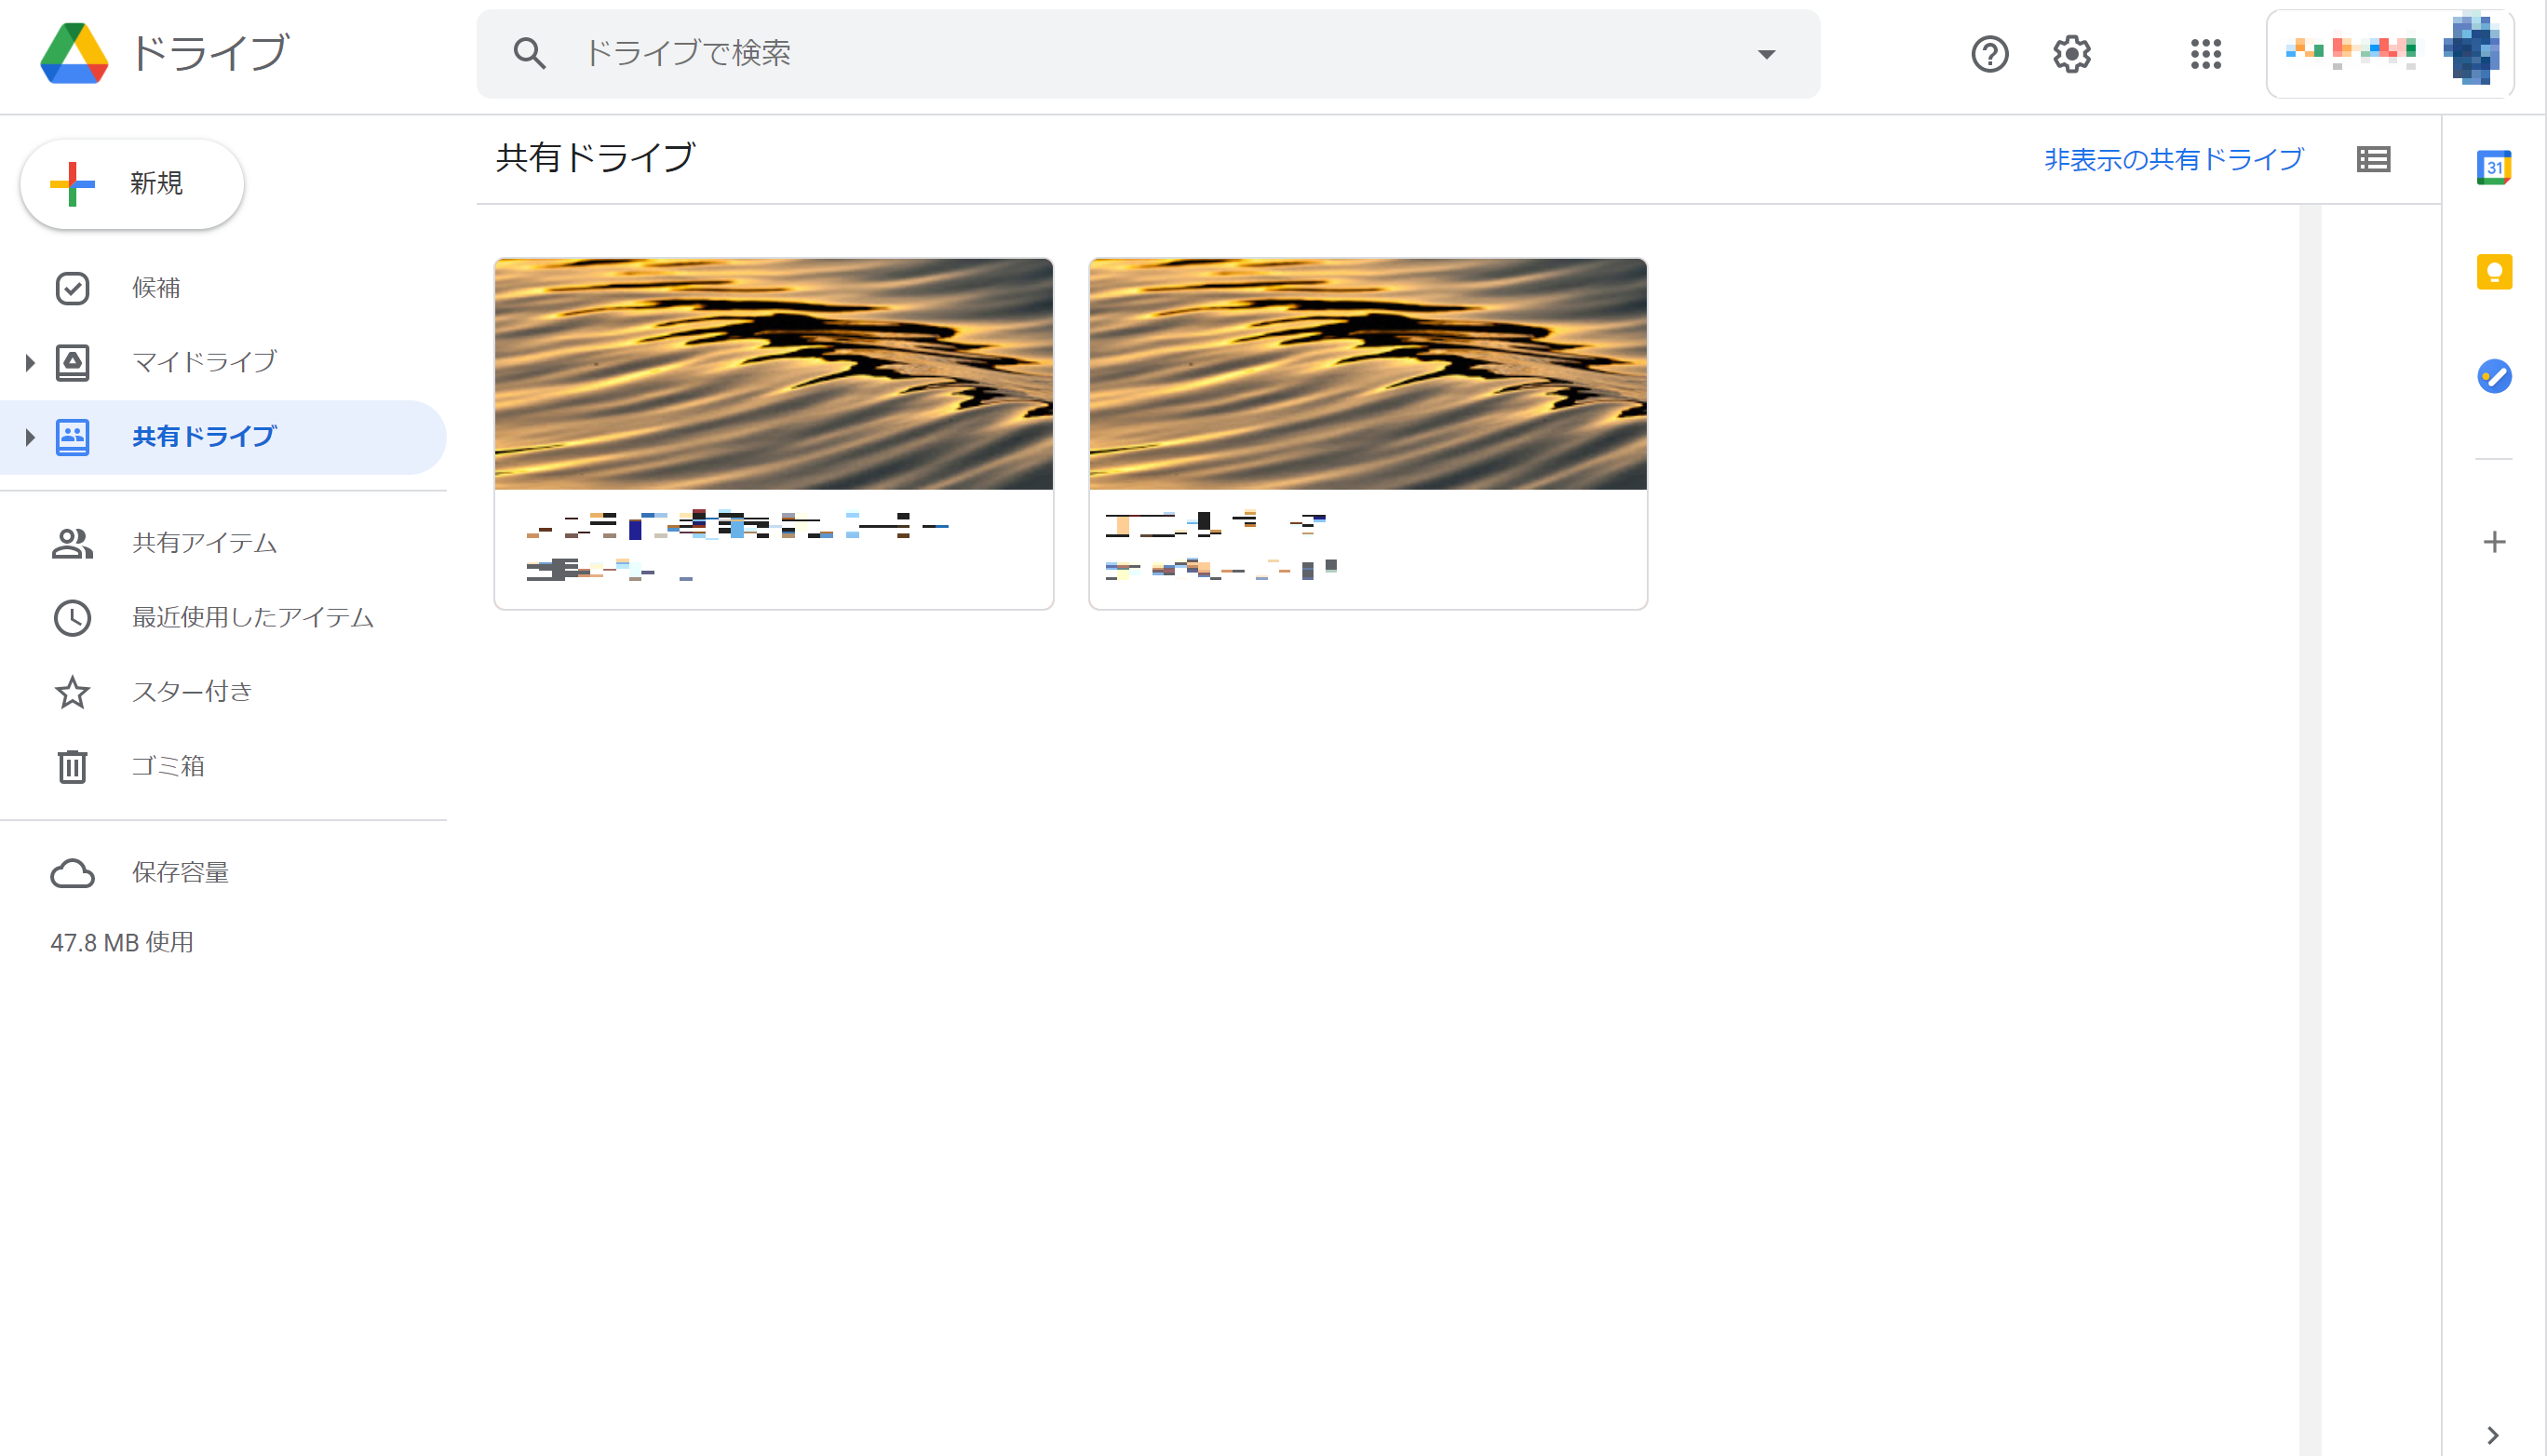 ドライブ
ドライブで検索
新規
候補
マイドライブ
共有ドライブ
共有アイテム
最近使用したアイテム
スター付き
ゴミ箱
保存容量
47.8 MB 使用
共有ドライブ
非表示の共有ドライブ
31